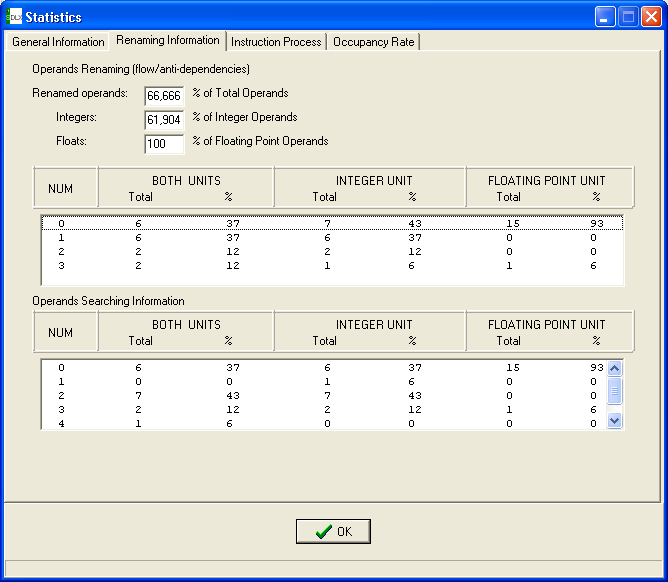 DLX Statistics
General Information Renaming Information Instruction Process Occupancy Rate
Operands Renaming (flow/anti-dependencies)
Renamed operands: 66,666 % of Total Operands
Integers: 61,904 % of Integer Operands
Floats: 100 % of Floating Point Operands
BOTH UNITS INTEGER UNIT FLOATING POINT UNIT
NUM
Total % Total % Total %
0 6 37 7 43 15 93
1 6 37 6 37 0 0
2 2 12 2 12 0 0
3 2 12 1 6 1 6
Operands Searching Information
BOTH UNITS INTEGER UNIT FLOATING POINT UNIT
NUM
Total % Total % Total %
0 6 37 6 37 15 93
1 0 0 1 6 0 0
2 7 43 7 43 0 0
3 2 12 2 12 1 6
4 1 6 0 0 0 0
OK